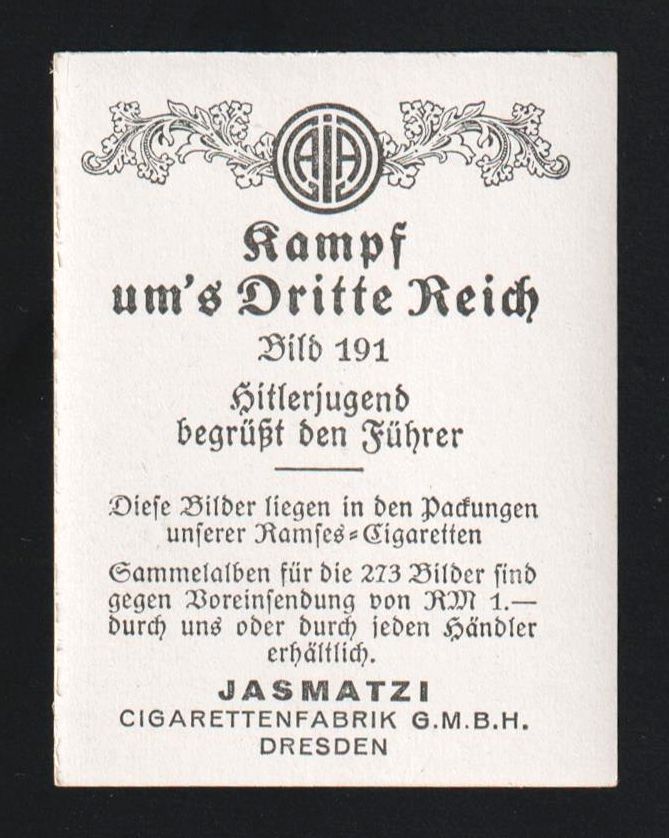 AJA
Kampf
um's Dritte Reich
Bild 191
Hitlerjugend
begrüßt den Führer
Diese Bilder liegen in den Packungen
unserer Ramses=Cigaretten
Sammelalben für die 273 Bilder sind
gegen Voreinsendung von RM 1.—
durch uns oder durch jeden Händler
erhältlich.
JASMATZI
CIGARETTENFABRIK G.M.B.H.
DRESDEN